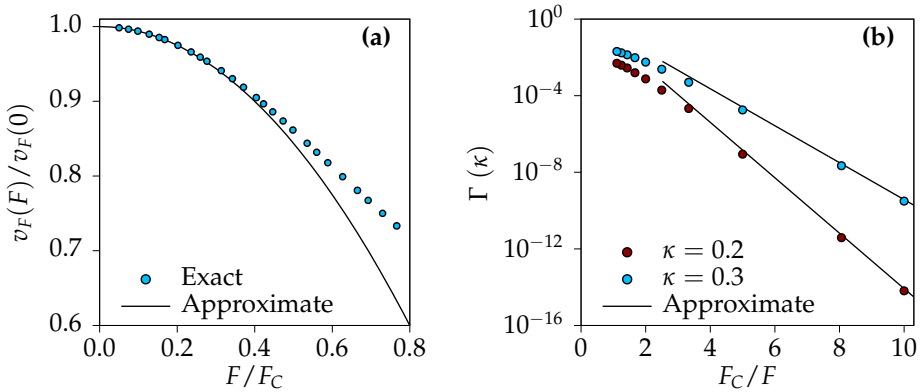 (a)
1.0
0.9
0.8
0.7
0.6
v_F(F)/v_F(0)
Exact
Approximate
0.0 0.2 0.4 0.6 0.8
F/F_C
(b)
10^0
10^−4
10^−8
10^−12
10^−16
Γ (κ)
κ = 0.2
κ = 0.3
Approximate
0 2 4 6 8 10
F_C/F